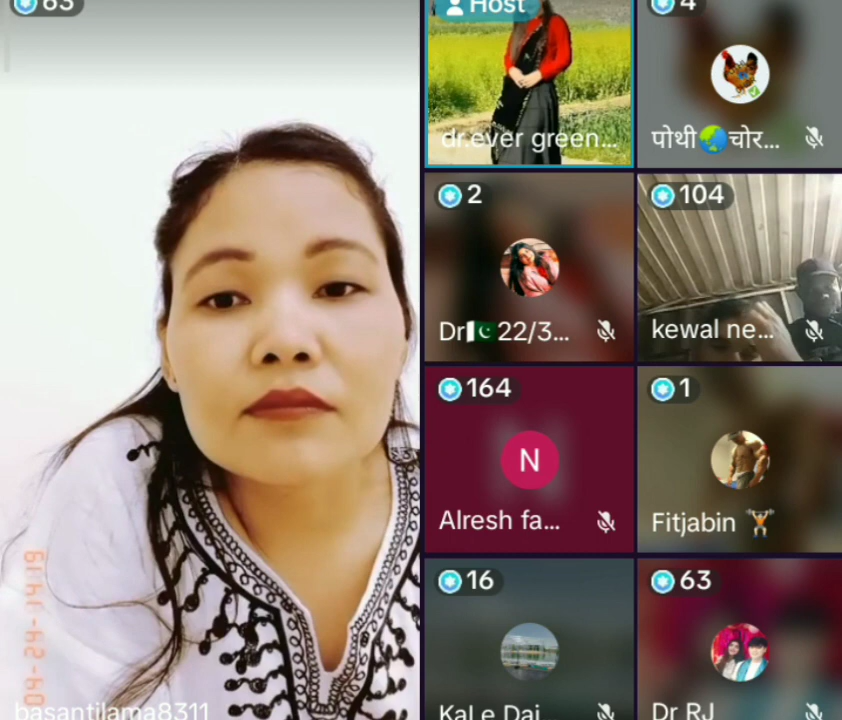 63
basantilama8311
Host
dr.ever green...
4
पोथी🌏चोर...
2
Dr🇵🇰22/3...
104
kewal ne...
164
N
Alresh fa...
1
Fitjabin 🏋
16
Kal e Dai
63
Dr RJ